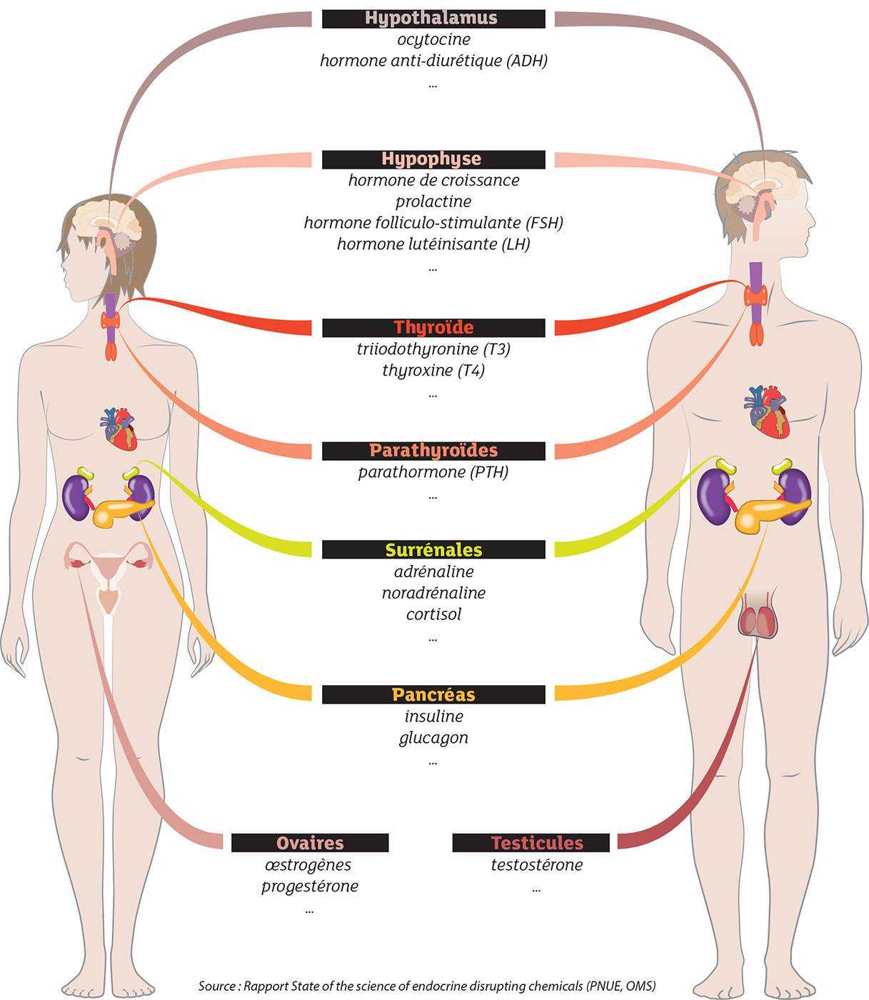 Hypothalamus
ocytocine
hormone anti-diurétique (ADH)
...
Hypophyse
hormone de croissance
prolactine
hormone folliculo-stimulante (FSH)
hormone lutéinisante (LH)
...
Thyroïde
triiodothyronine (T3)
thyroxine (T4)
...
Parathyroïdes
parathormone (PTH)
...
Surrénales
adrénaline
noradrénaline
cortisol
...
Pancréas
insuline
glucagon
...
Ovaires
œstrogènes
progestérone
...
Testicules
testostérone
...
Source : Rapport State of the science of endocrine disrupting chemicals (PNUE, OMS)